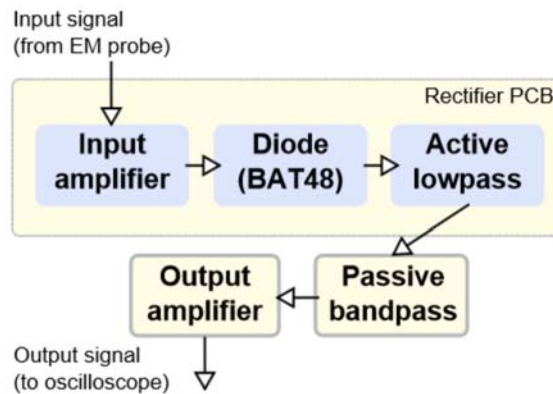 Input signal
(from EM probe)
Rectifier PCB
Input
amplifier
Diode
(BAT48)
Active
lowpass
Output
amplifier
Passive
bandpass
Output signal
(to oscilloscope)